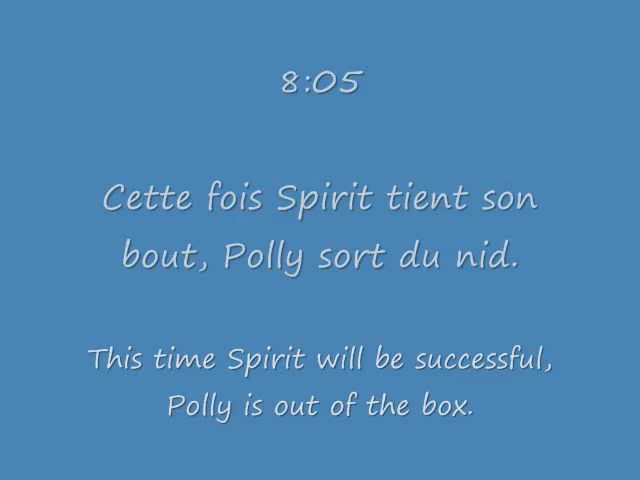 8:05
Cette fois Spirit tient son
bout, Polly sort du nid.
This time Spirit will be successful,
Polly is out of the box.